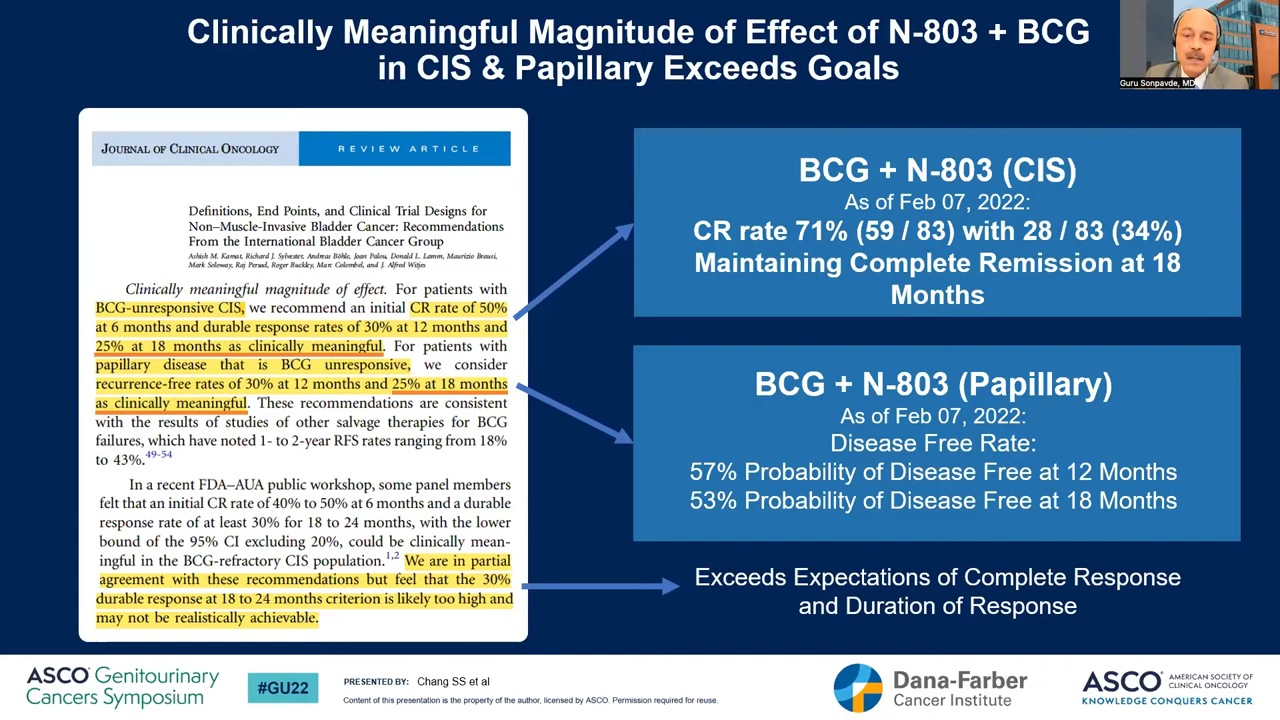 Clinically Meaningful Magnitude of Effect of N-803 + BCG
in CIS & Papillary Exceeds Goals
Guru Sonpavde, MD
JOURNAL OF CLINICAL ONCOLOGY
REVIEW ARTICLE
Definitions, End Points, and Clinical Trial Designs for
Non–Muscle-Invasive Bladder Cancer: Recommendations
From the International Bladder Cancer Group
Ashish M. Kamat, Richard J. Sylvester, Andreas Böhle, Joan Palou, Donald L. Lamm, Maurizio Brausi,
Mark Soloway, Raj Persad, Roger Buckley, Marc Colombel, and J. Alfred Witjes
Clinically meaningful magnitude of effect. For patients with
BCG-unresponsive CIS, we recommend an initial CR rate of 50%
at 6 months and durable response rates of 30% at 12 months and
25% at 18 months as clinically meaningful. For patients with
papillary disease that is BCG unresponsive, we consider
recurrence-free rates of 30% at 12 months and 25% at 18 months
as clinically meaningful. These recommendations are consistent
with the results of studies of other salvage therapies for BCG
failures, which have noted 1- to 2-year RFS rates ranging from 18%
to 43%.49-54
In a recent FDA–AUA public workshop, some panel members
felt that an initial CR rate of 40% to 50% at 6 months and a durable
response rate of at least 30% for 18 to 24 months, with the lower
bound of the 95% CI excluding 20%, could be clinically mean-
ingful in the BCG-refractory CIS population.1,2 We are in partial
agreement with these recommendations but feel that the 30%
durable response at 18 to 24 months criterion is likely too high and
may not be realistically achievable.
BCG + N-803 (CIS)
As of Feb 07, 2022:
CR rate 71% (59 / 83) with 28 / 83 (34%)
Maintaining Complete Remission at 18
Months
BCG + N-803 (Papillary)
As of Feb 07, 2022:
Disease Free Rate:
57% Probability of Disease Free at 12 Months
53% Probability of Disease Free at 18 Months
Exceeds Expectations of Complete Response
and Duration of Response
ASCO® Genitourinary
Cancers Symposium
#GU22
PRESENTED BY: Chang SS et al
Content of this presentation is the property of the author, licensed by ASCO. Permission required for reuse.
Dana-Farber
Cancer Institute
ASCO® AMERICAN SOCIETY OF
CLINICAL ONCOLOGY
KNOWLEDGE CONQUERS CANCER